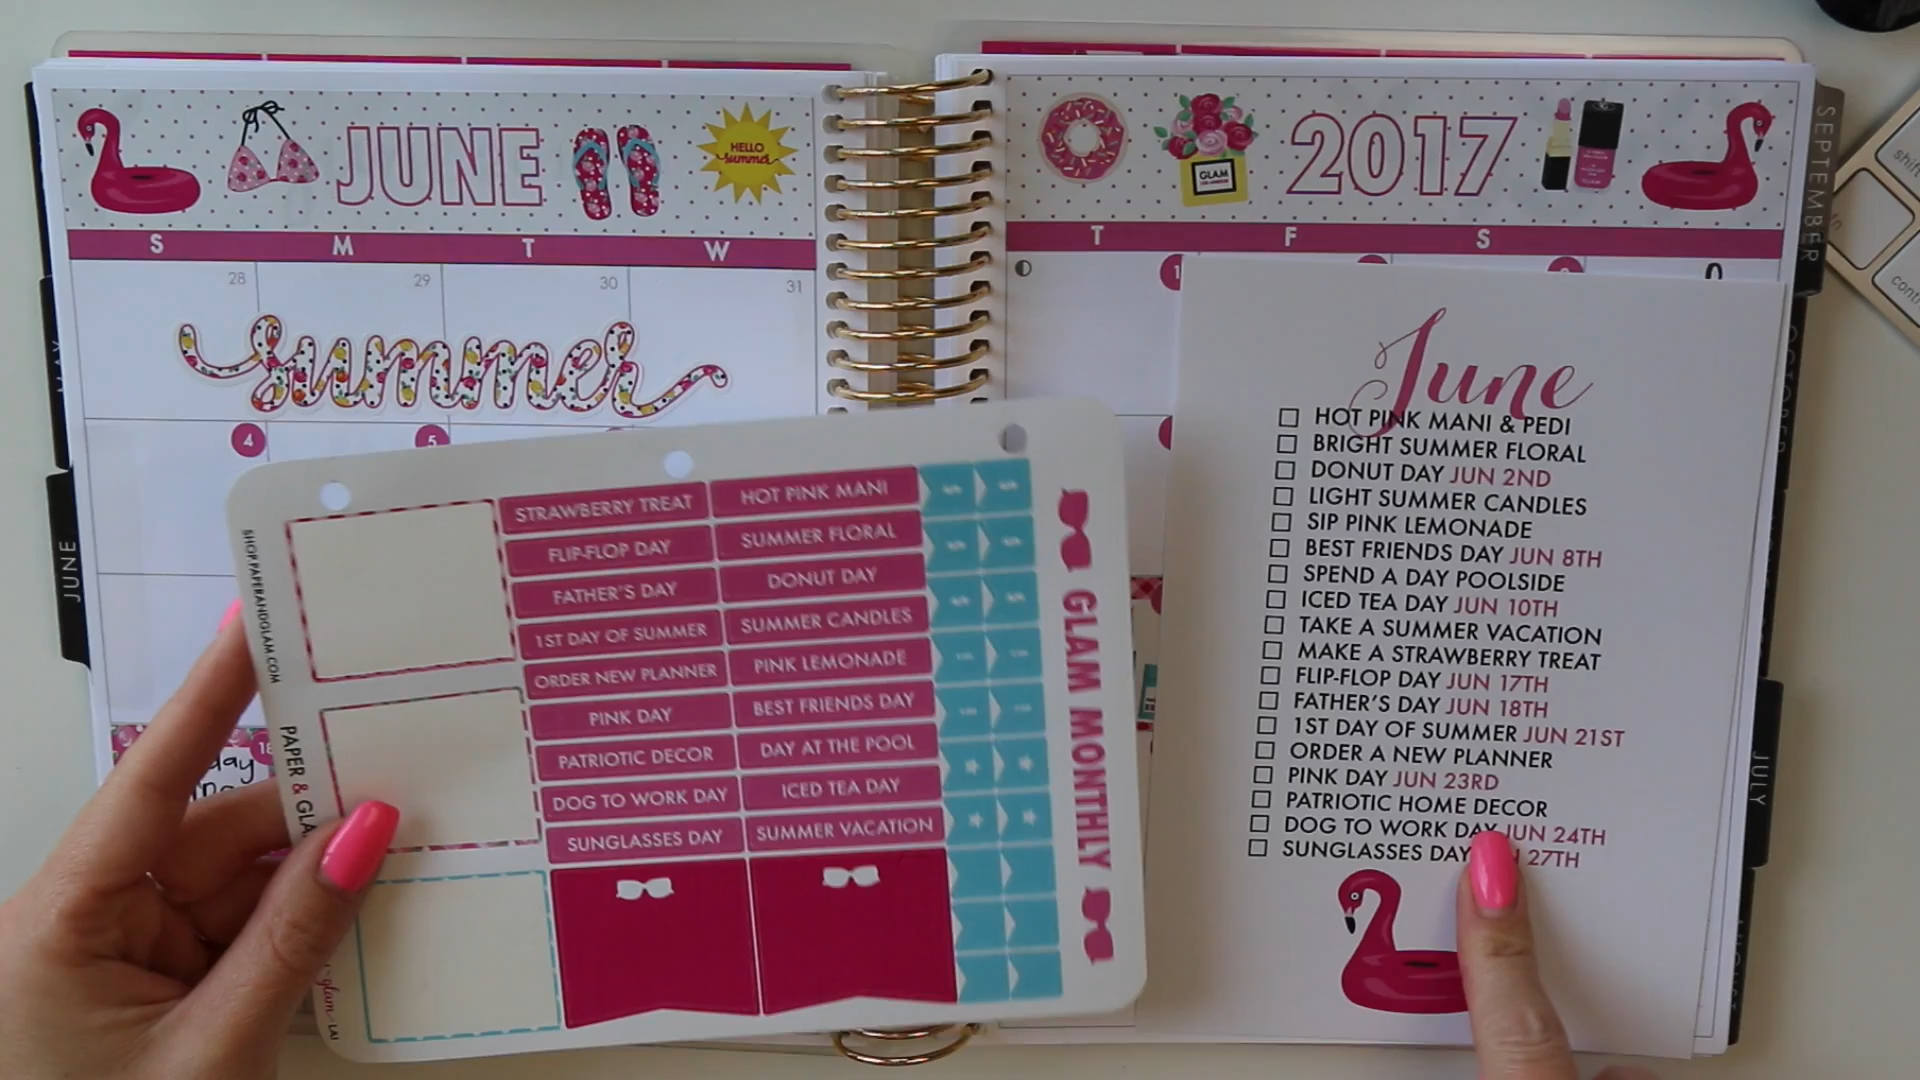 JUNE
HELLO
summer
GLAM
2017
S M T W
T F S
28 29 30 31
1
summer
4 5
18
June
HOT PINK MANI & PEDI
BRIGHT SUMMER FLORAL
DONUT DAY JUN 2ND
LIGHT SUMMER CANDLES
SIP PINK LEMONADE
BEST FRIENDS DAY JUN 8TH
SPEND A DAY POOLSIDE
ICED TEA DAY JUN 10TH
TAKE A SUMMER VACATION
MAKE A STRAWBERRY TREAT
FLIP-FLOP DAY JUN 17TH
FATHER'S DAY JUN 18TH
1ST DAY OF SUMMER JUN 21ST
ORDER A NEW PLANNER
PINK DAY JUN 23RD
PATRIOTIC HOME DECOR
DOG TO WORK DAY JUN 24TH
SUNGLASSES DAY 27TH
STRAWBERRY TREAT
FLIP-FLOP DAY
FATHER'S DAY
1ST DAY OF SUMMER
ORDER NEW PLANNER
PINK DAY
PATRIOTIC DECOR
DOG TO WORK DAY
SUNGLASSES DAY
HOT PINK MANI
SUMMER FLORAL
DONUT DAY
SUMMER CANDLES
PINK LEMONADE
BEST FRIENDS DAY
DAY AT THE POOL
ICED TEA DAY
SUMMER VACATION
GLAM MONTHLY
SHOP.PAPERANDGLAM.COM
PAPER & GLA
glam LA
JUNE
SEPTEMBER
JULY
shift